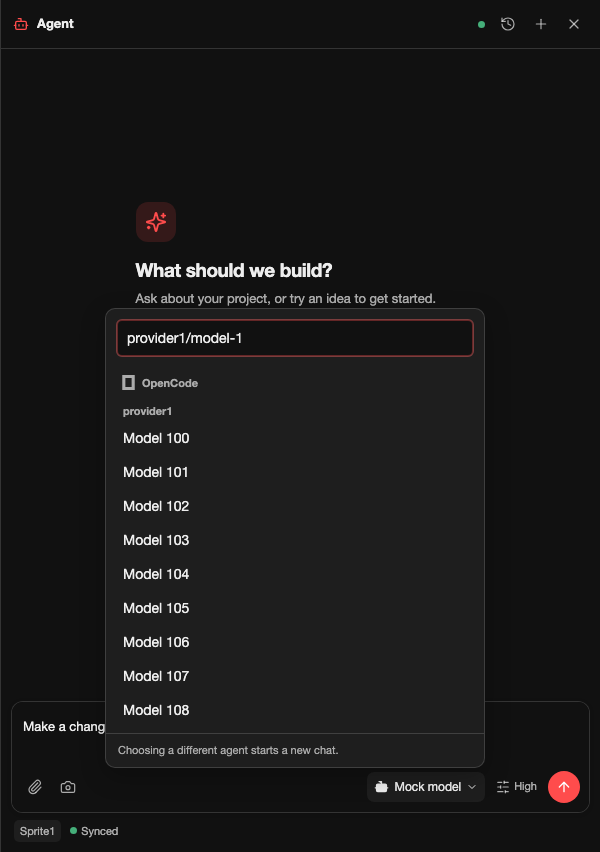 Agent
What should we build?
Ask about your project, or try an idea to get started.
provider1/model-1
OpenCode
provider1
Model 100
Model 101
Model 102
Model 103
Model 104
Model 105
Model 106
Model 107
Model 108
Choosing a different agent starts a new chat.
Make a chang
Mock model
High
Sprite1
Synced